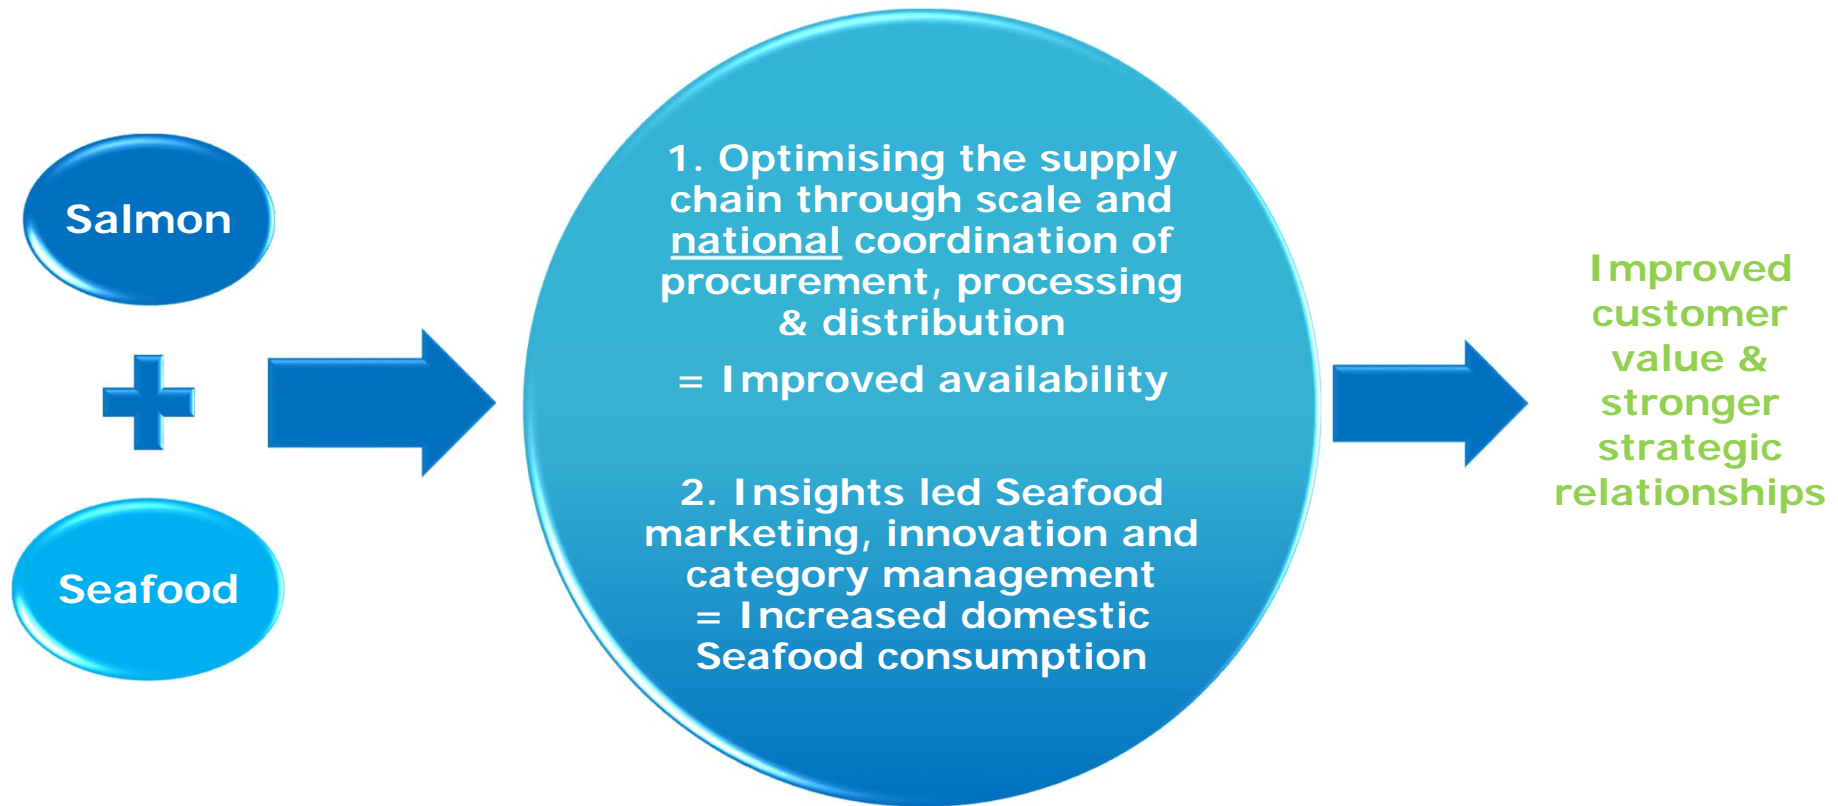 Salmon
Seafood
1. Optimising the supply
chain through scale and
national coordination of
procurement, processing
& distribution
= Improved availability
2. Insights led Seafood
marketing, innovation and
category management
= Increased domestic
Seafood consumption
Improved
customer
value &
stronger
strategic
relationships